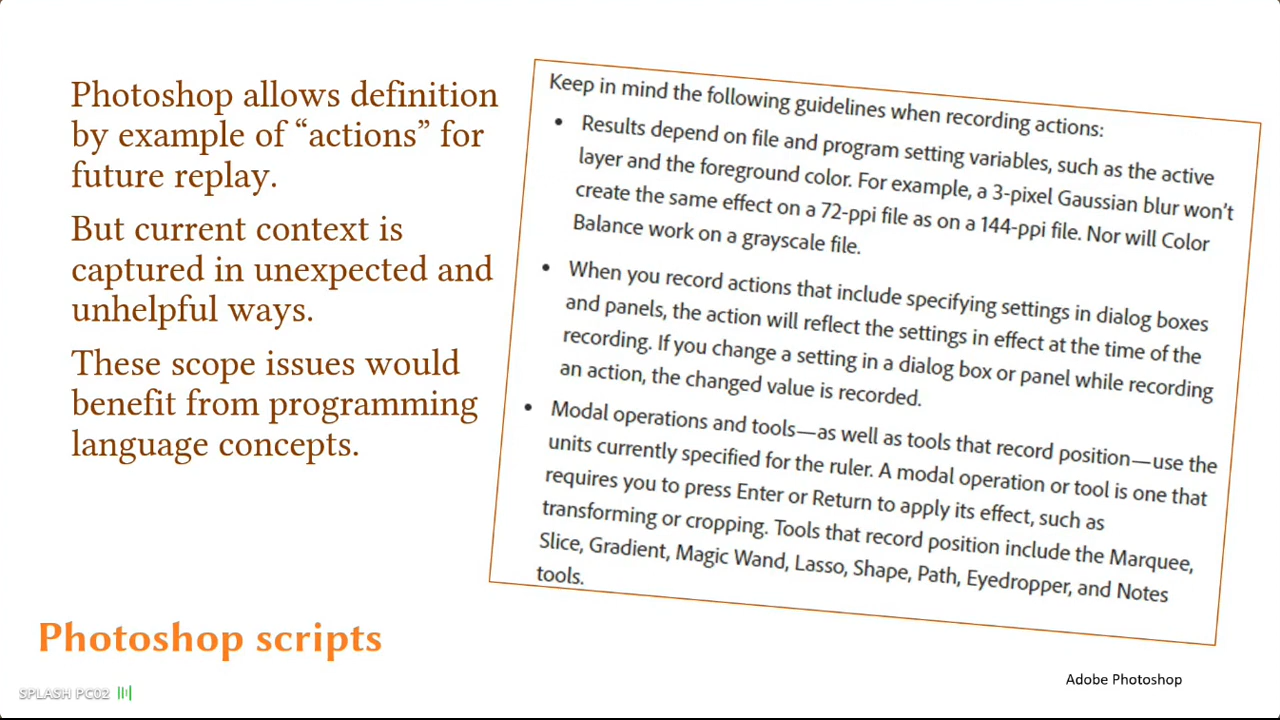 Photoshop allows definition
by example of “actions” for
future replay.
But current context is
captured in unexpected and
unhelpful ways.
These scope issues would
benefit from programming
language concepts.
Keep in mind the following guidelines when recording actions:
• Results depend on file and program setting variables, such as the active
layer and the foreground color. For example, a 3-pixel Gaussian blur won’t
create the same effect on a 72-ppi file as on a 144-ppi file. Nor will Color
Balance work on a grayscale file.
• When you record actions that include specifying settings in dialog boxes
and panels, the action will reflect the settings in effect at the time of the
recording. If you change a setting in a dialog box or panel while recording
an action, the changed value is recorded.
• Modal operations and tools—as well as tools that record position—use the
units currently specified for the ruler. A modal operation or tool is one that
requires you to press Enter or Return to apply its effect, such as
transforming or cropping. Tools that record position include the Marquee,
Slice, Gradient, Magic Wand, Lasso, Shape, Path, Eyedropper, and Notes
tools.
Photoshop scripts
Adobe Photoshop
SPLASH PC02